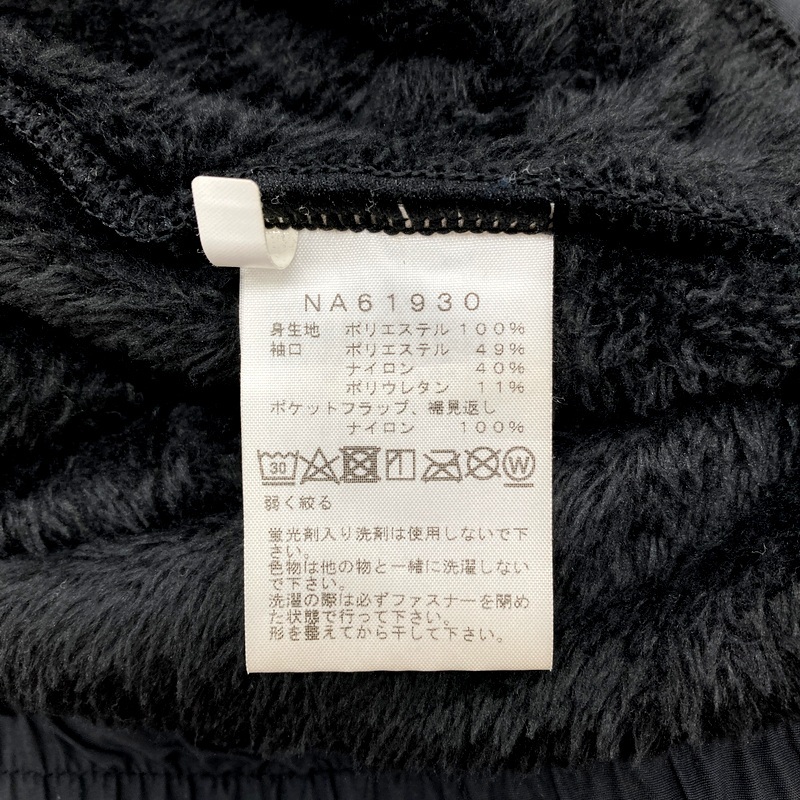 NA61930
身生地 ポリエステル 100%
袖口 ポリエステル 49%
ナイロン 40%
ポリウレタン 11%
ポケットフラップ、裾見返し
ナイロン 100%
30 W
弱く絞る
蛍光剤入り洗剤は使用しないで下
さい。
色物は他の物と一緒に洗濯しない
で下さい。
洗濯の際は必ずファスナーを閉め
た状態で行って下さい。
形を整えてから干して下さい。